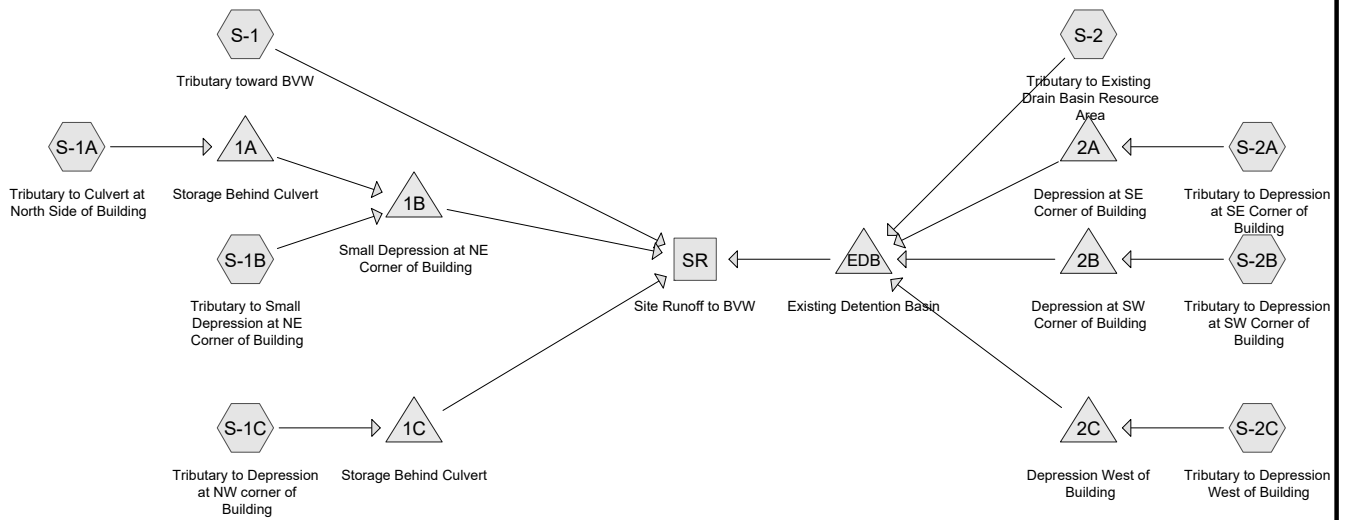 S-1
Tributary toward BVW
S-2
Tributary to Existing
Drain Basin Resource
Area
S-1A
Tributary to Culvert at
North Side of Building
1A
Storage Behind Culvert
1B
Small Depression at NE
Corner of Building
S-1B
Tributary to Small
Depression at NE
Corner of Building
S-1C
Tributary to Depression
at NW corner of
Building
1C
Storage Behind Culvert
SR
Site Runoff to BVW
EDB
Existing Detention Basin
2A
Depression at SE
Corner of Building
S-2A
Tributary to Depression
at SE Corner of
Building
2B
Depression at SW
Corner of Building
S-2B
Tributary to Depression
at SW Corner of
Building
2C
Depression West of
Building
S-2C
Tributary to Depression
West of Building